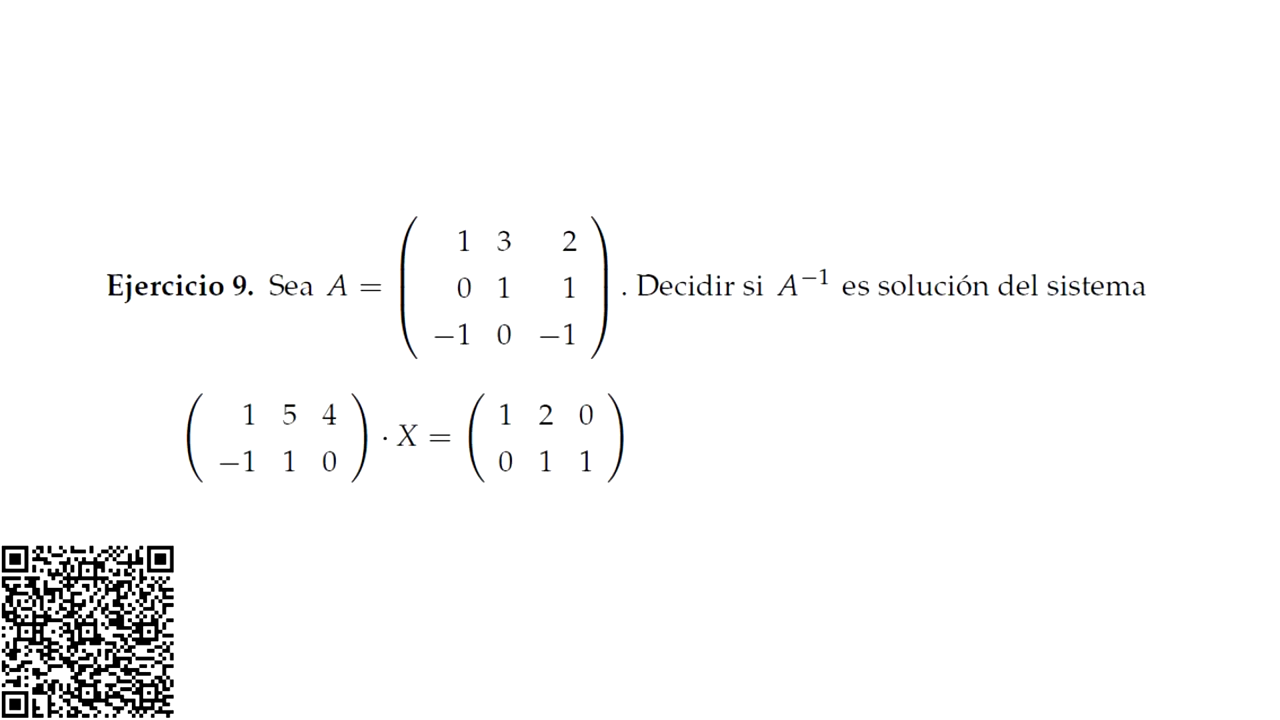 Ejercicio 9. Sea A = ( 1 3 2 ; 0 1 1 ; −1 0 −1 ) . Decidir si A⁻¹ es solución del sistema
( 1 5 4 ; −1 1 0 ) · X = ( 1 2 0 ; 0 1 1 )